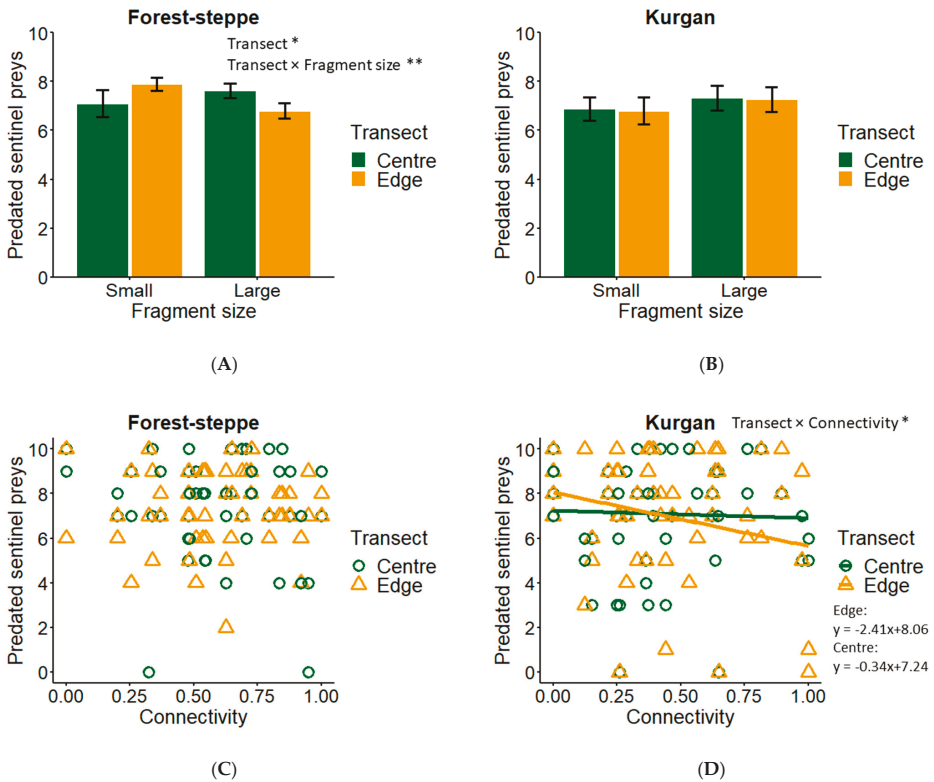 Forest-steppe
Transect *
Transect × Fragment size **
Predated sentinel preys
10
8
6
4
2
0
Small
Large
Fragment size
Transect
Centre
Edge
(A)
Kurgan
Predated sentinel preys
10
8
6
4
2
0
Small
Large
Fragment size
Transect
Centre
Edge
(B)
Forest-steppe
Predated sentinel preys
10
8
6
4
2
0
0.00
0.25
0.50
0.75
1.00
Connectivity
Transect
Centre
Edge
(C)
Kurgan
Transect × Connectivity *
Predated sentinel preys
10
8
6
4
2
0
0.00
0.25
0.50
0.75
1.00
Connectivity
Transect
Centre
Edge
Edge:
y = -2.41x+8.06
Centre:
y = -0.34x+7.24
(D)